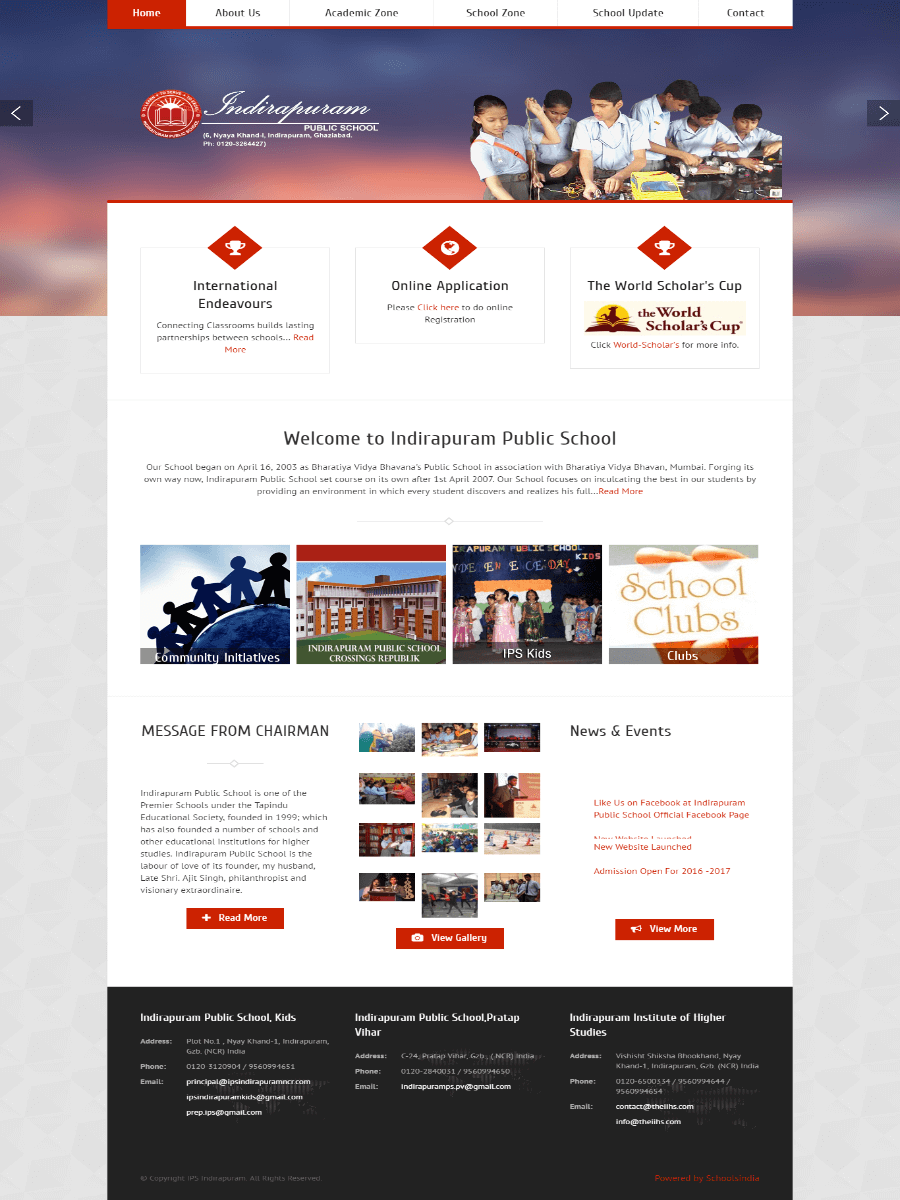 Home
About Us
Academic Zone
School Zone
School Update
Contact
Indirapuram
PUBLIC SCHOOL
(6, Nyaya Khand-I, Indirapuram, Ghaziabad.
Ph: 0120-3264427)
International
Endeavours
Connecting Classrooms builds lasting
partnerships between schools... Read
More
Online Application
Please Click here to do online
Registration
The World Scholar's Cup
the World
Scholar's Cup
Click World-Scholar's for more info.
Welcome to Indirapuram Public School
Our School began on April 16, 2003 as Bharatiya Vidya Bhavana's Public School in association with Bharatiya Vidya Bhavan, Mumbai. Forging its
own way now, Indirapuram Public School set course on its own after 1st April 2007. Our School focuses on inculcating the best in our students by
providing an environment in which every student discovers and realizes his full...Read More
Community Initiatives
INDIRAPURAM PUBLIC SCHOOL
CROSSINGS REPUBLIK
IRAPURAM PUBLIC SCHOOL
KIDS
IPS Kids
School
Clubs
Clubs
MESSAGE FROM CHAIRMAN
Indirapuram Public School is one of the
Premier Schools under the Tapindu
Educational Society, founded in 1999; which
has also founded a number of schools and
other educational institutions for higher
studies. Indirapuram Public School is the
labour of love of its founder, my husband,
Late Shri. Ajit Singh, philanthropist and
visionary extraordinaire.
Read More
View Gallery
News & Events
Like Us on Facebook at Indirapuram
Public School Official Facebook Page
New Website Launched
New Website Launched
Admission Open For 2016 -2017
View More
Indirapuram Public School, Kids
Address: Plot No.1 , Nyay Khand-1, Indirapuram,
Gzb. (NCR) India
Phone: 0120 3120904 / 9560994651
Email: principal@ipsindirapuramncr.com
ipsindirapuramkids@gmail.com
prep.ips@gmail.com
Indirapuram Public School,Pratap
Vihar
Address: C-24, Pratap Vihar, Gzb., ( NCR) India
Phone: 0120-2840031 / 9560994650
Email: indirapuramps.pv@gmail.com
Indirapuram Institute of Higher
Studies
Address: Vishisht Shiksha Bhookhand, Nyay
Khand-1, Indirapuram, Gzb. (NCR) India
Phone: 0120-6500334 / 9560994644 /
9560994654
Email: contact@theiihs.com
info@theiihs.com
© Copyright IPS Indirapuram. All Rights Reserved.
Powered by Schoolsindia